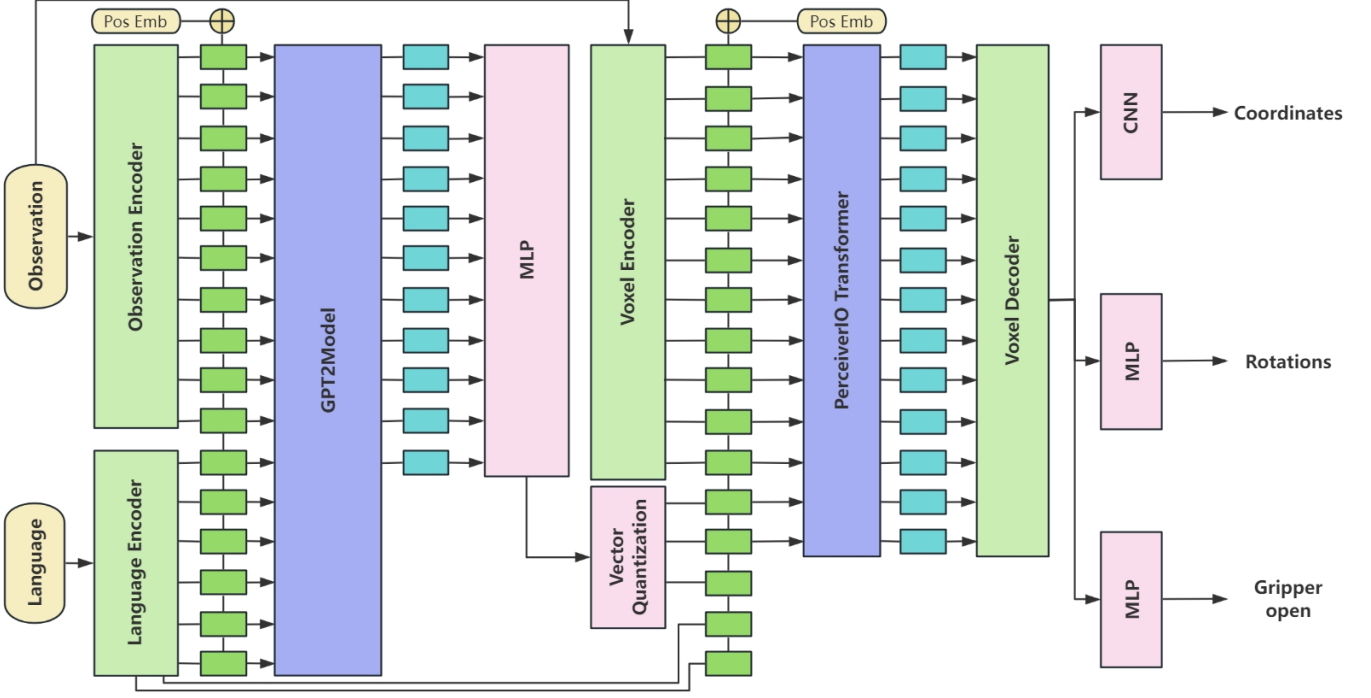 Pos Emb
Pos Emb
Observation
Observation Encoder
GPT2Model
MLP
Voxel Encoder
PerceiverIO Transformer
Voxel Decoder
CNN
Coordinates
MLP
Rotations
Language
Language Encoder
Vector
Quantization
MLP
Gripper
open